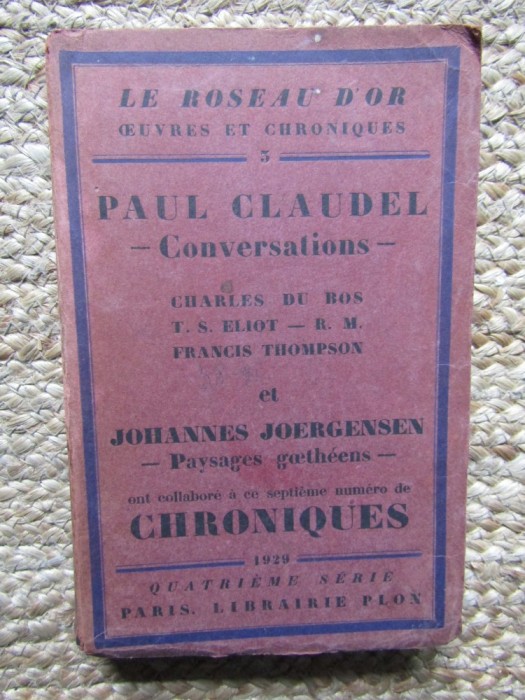 LE ROSEAU D'OR
ŒUVRES ET CHRONIQUES
5
PAUL CLAUDEL
— Conversations —
CHARLES DU BOS
T. S. ELIOT — R. M.
FRANCIS THOMPSON
et
JOHANNES JOERGENSEN
— Paysages gœthéens —
ont collaboré à ce septième numéro de
CHRONIQUES
1929
QUATRIÈME SÉRIE
PARIS. LIBRAIRIE PLON